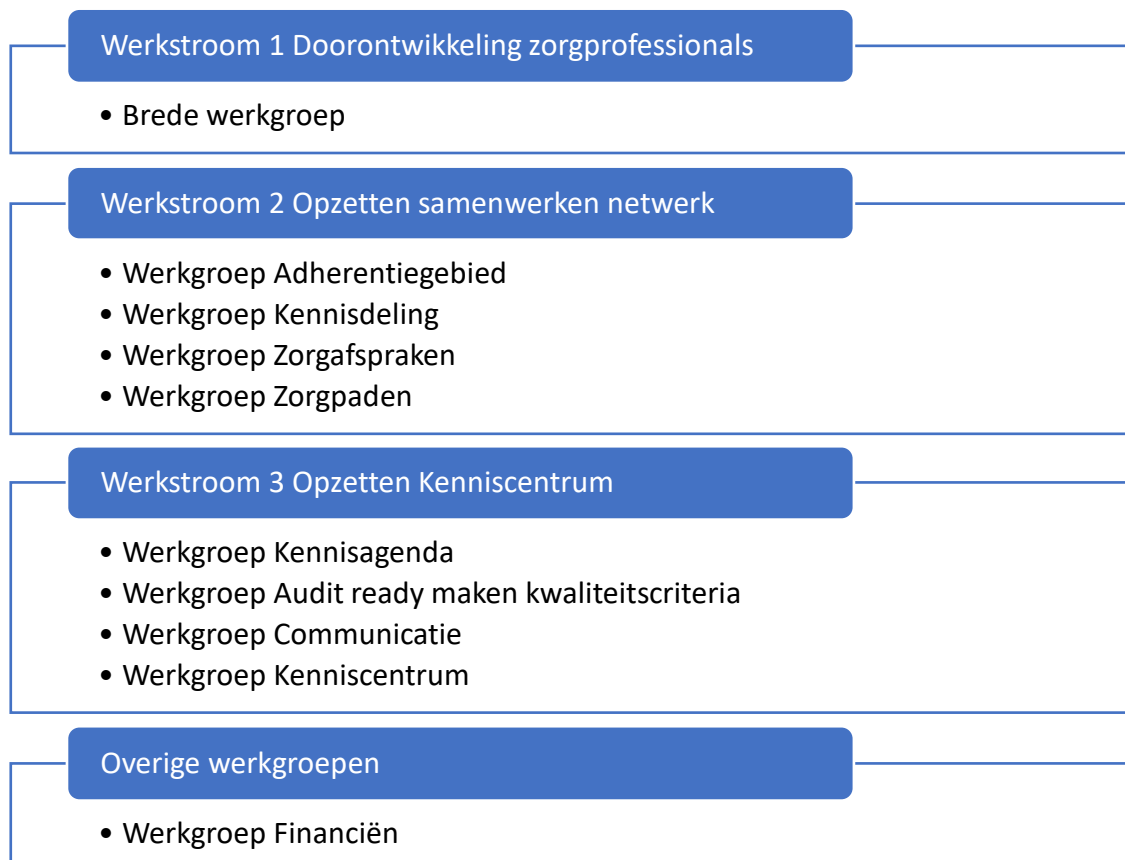 Werkstroom 1 Doorontwikkeling zorgprofessionals
• Brede werkgroep
Werkstroom 2 Opzetten samenwerken netwerk
• Werkgroep Adherentiegebied
• Werkgroep Kennisdeling
• Werkgroep Zorgafspraken
• Werkgroep Zorgpaden
Werkstroom 3 Opzetten Kenniscentrum
• Werkgroep Kennisagenda
• Werkgroep Audit ready maken kwaliteitscriteria
• Werkgroep Communicatie
• Werkgroep Kenniscentrum
Overige werkgroepen
• Werkgroep Financiën